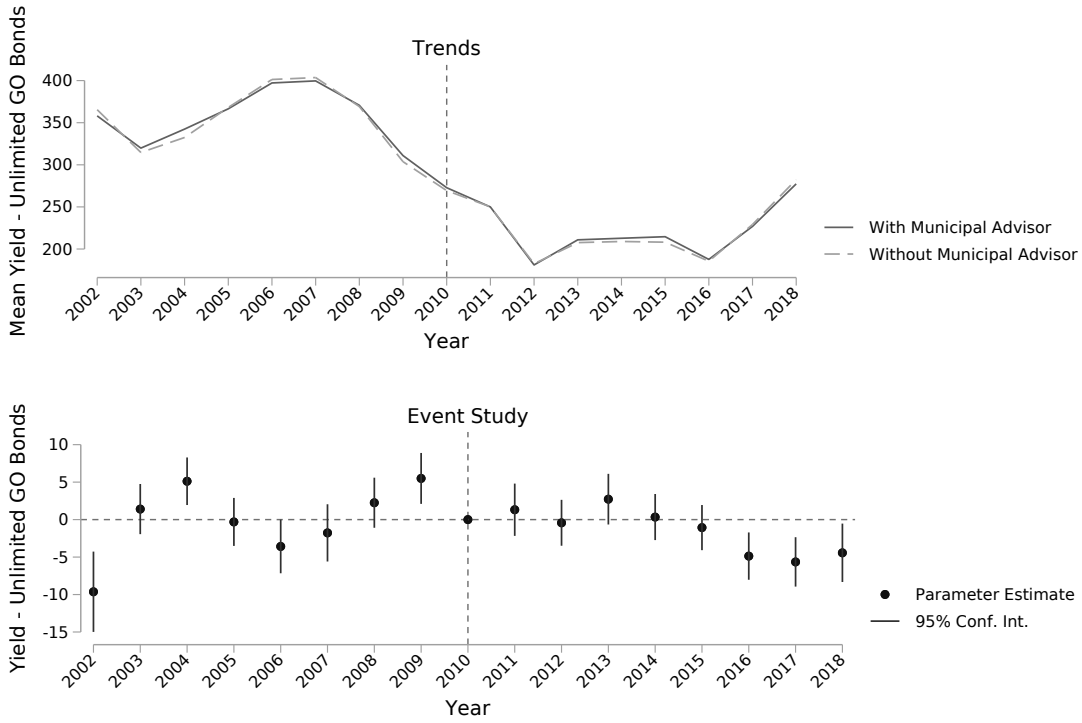 Trends
Mean Yield - Unlimited GO Bonds
400
350
300
250
200
2002 2003 2004 2005 2006 2007 2008 2009 2010 2011 2012 2013 2014 2015 2016 2017 2018
Year
With Municipal Advisor
Without Municipal Advisor
Event Study
Yield - Unlimited GO Bonds
10
5
0
-5
-10
-15
2002 2003 2004 2005 2006 2007 2008 2009 2010 2011 2012 2013 2014 2015 2016 2017 2018
Year
Parameter Estimate
95% Conf. Int.